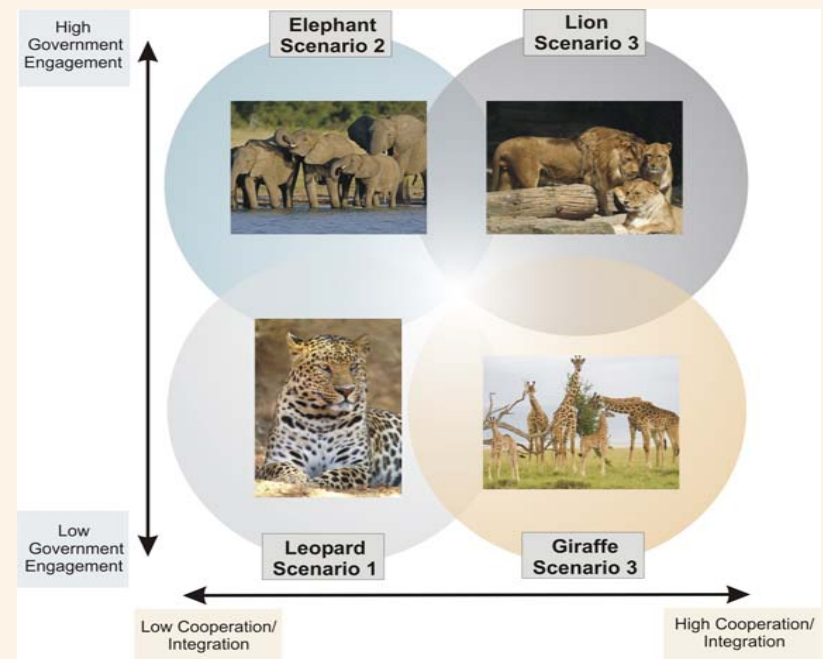 High
Government
Engagement
Elephant
Scenario 2
Lion
Scenario 3
Low
Government
Engagement
Leopard
Scenario 1
Giraffe
Scenario 3
Low Cooperation/
Integration
High Cooperation/
Integration